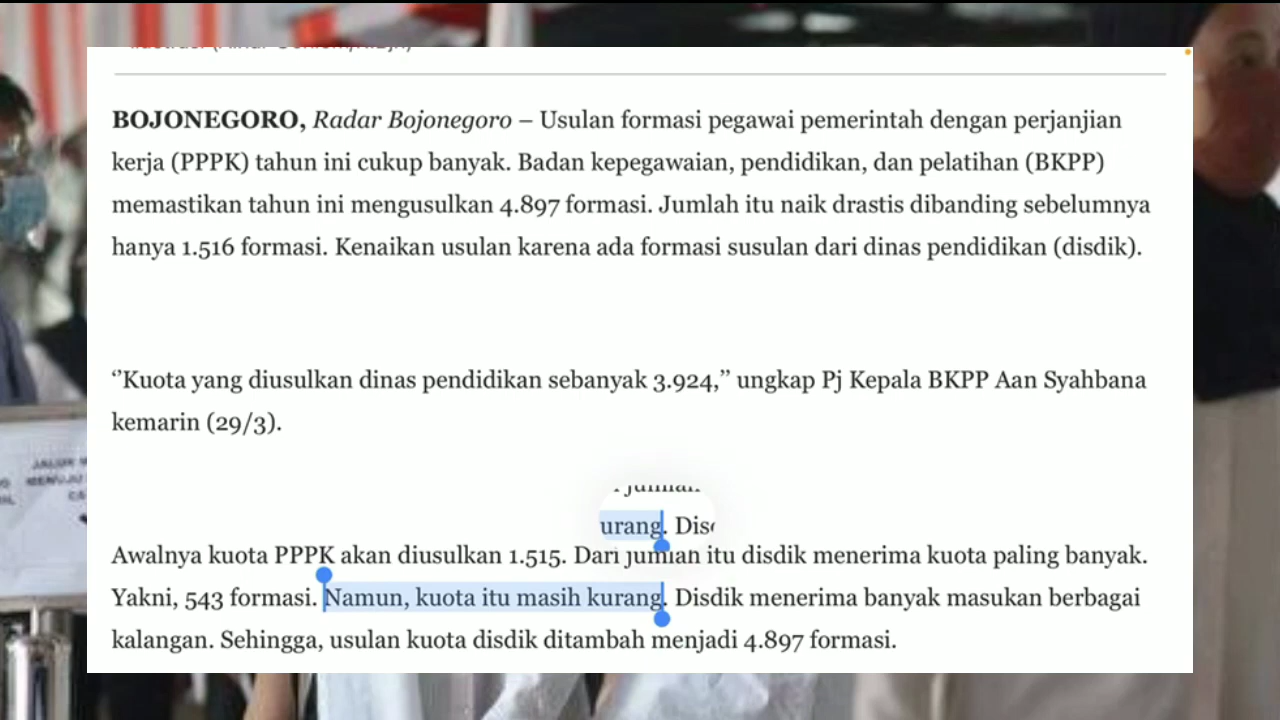 BOJONEGORO, Radar Bojonegoro – Usulan formasi pegawai pemerintah dengan perjanjian
kerja (PPPK) tahun ini cukup banyak. Badan kepegawaian, pendidikan, dan pelatihan (BKPP)
memastikan tahun ini mengusulkan 4.897 formasi. Jumlah itu naik drastis dibanding sebelumnya
hanya 1.516 formasi. Kenaikan usulan karena ada formasi susulan dari dinas pendidikan (disdik).
‘’Kuota yang diusulkan dinas pendidikan sebanyak 3.924,’’ ungkap Pj Kepala BKPP Aan Syahbana
kemarin (29/3).
urang. Disd
Awalnya kuota PPPK akan diusulkan 1.515. Dari jumlah itu disdik menerima kuota paling banyak.
Yakni, 543 formasi. Namun, kuota itu masih kurang. Disdik menerima banyak masukan berbagai
kalangan. Sehingga, usulan kuota disdik ditambah menjadi 4.897 formasi.
JALUR
MENUJU